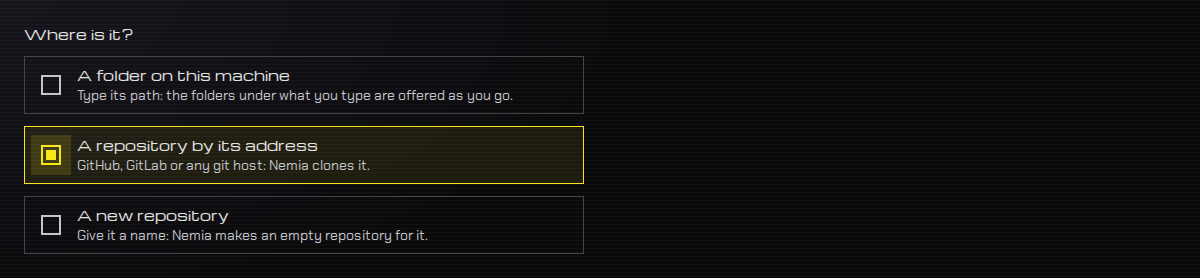 Where is it?
A folder on this machine
Type its path: the folders under what you type are offered as you go.
A repository by its address
GitHub, GitLab or any git host: Nemia clones it.
A new repository
Give it a name: Nemia makes an empty repository for it.